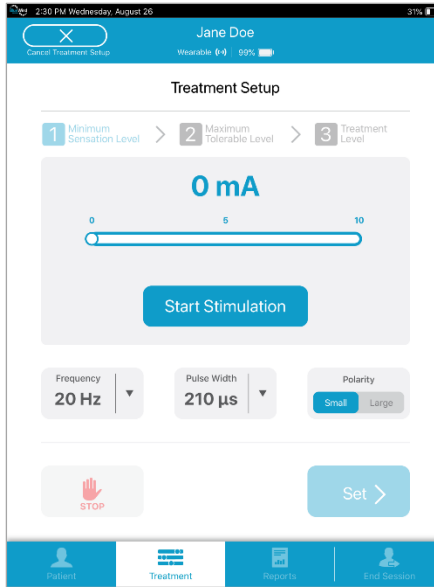 2:30 PM Wednesday, August 26
31%
Jane Doe
Cancel Treatment Setup
Wearable 99%
Treatment Setup
1 Minimum
Sensation Level
2 Maximum
Tolerable Level
3 Treatment
Level
0 mA
0 5 10
Start Stimulation
Frequency
20 Hz
Pulse Width
210 μs
Polarity
Small Large
STOP
Set
Patient
Treatment
Reports
End Session